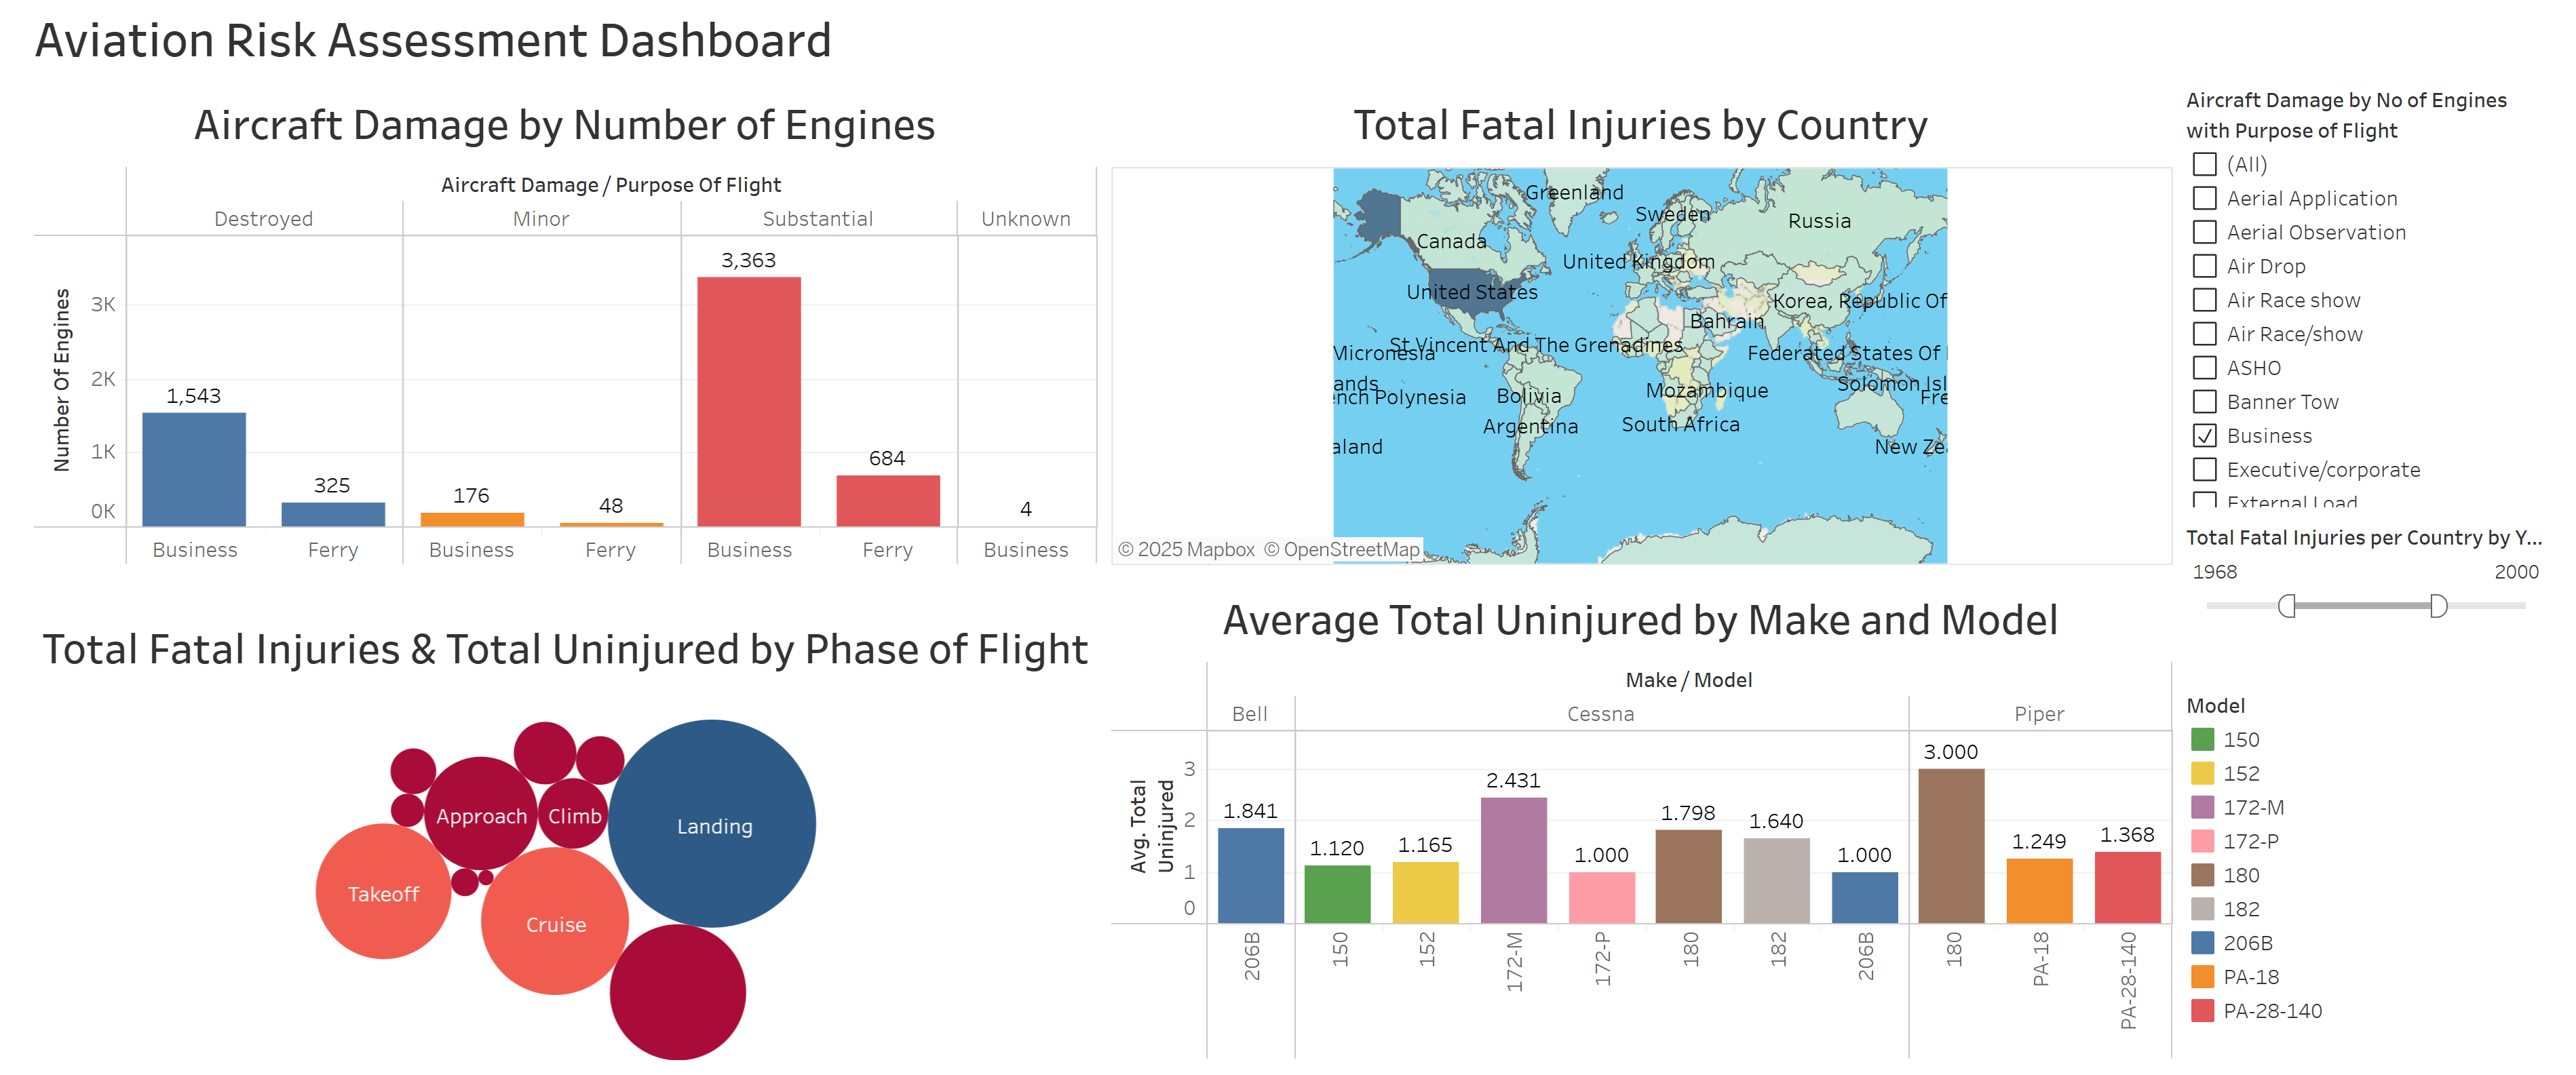 Aviation Risk Assessment Dashboard
Aircraft Damage by Number of Engines
Aircraft Damage / Purpose Of Flight
Destroyed Minor Substantial Unknown
Number Of Engines
3K
2K
1K
0K
1,543
325
176
48
3,363
684
4
Business Ferry Business Ferry Business Ferry Business
Total Fatal Injuries by Country
Greenland
Sweden
Russia
Canada
United Kingdom
United States
Korea, Republic Of
Bahrain
St Vincent And The Grenadines
Micronesia
Federated States Of
ands
Solomon Isl
Mozambique
Bolivia
nch Polynesia
Fre
South Africa
Argentina
aland
New Ze
© 2025 Mapbox © OpenStreetMap
Aircraft Damage by No of Engines
with Purpose of Flight
(All)
Aerial Application
Aerial Observation
Air Drop
Air Race show
Air Race/show
ASHO
Banner Tow
Business
Executive/corporate
External Load
Total Fatal Injuries per Country by Y...
1968 2000
Total Fatal Injuries & Total Uninjured by Phase of Flight
Approach
Climb
Landing
Takeoff
Cruise
Average Total Uninjured by Make and Model
Make / Model
Bell Cessna Piper
Avg. Total
Uninjured
3
2
1
0
1.841
1.120
1.165
2.431
1.000
1.798
1.640
1.000
3.000
1.249
1.368
206B 150 152 172-M 172-P 180 182 206B 180 PA-18 PA-28-140
Model
150
152
172-M
172-P
180
182
206B
PA-18
PA-28-140